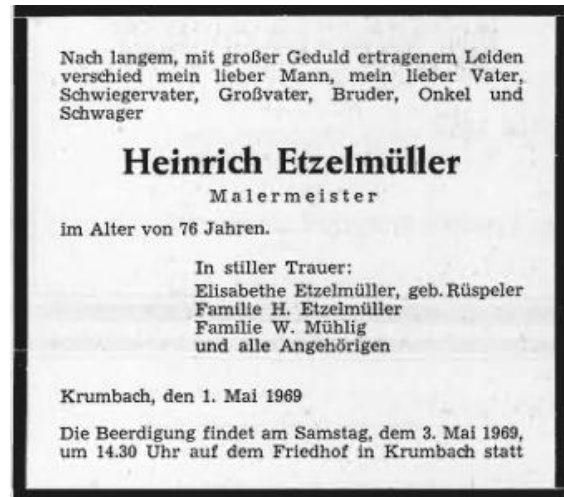 Nach langem, mit großer Geduld ertragenem Leiden
verschied mein lieber Mann, mein lieber Vater,
Schwiegervater, Großvater, Bruder, Onkel und
Schwager
Heinrich Etzelmüller
Malermeister
im Alter von 76 Jahren.
In stiller Trauer:
Elisabethe Etzelmüller, geb. Rüspeler
Familie H. Etzelmüller
Familie W. Mühlig
und alle Angehörigen
Krumbach, den 1. Mai 1969
Die Beerdigung findet am Samstag, dem 3. Mai 1969,
um 14.30 Uhr auf dem Friedhof in Krumbach statt